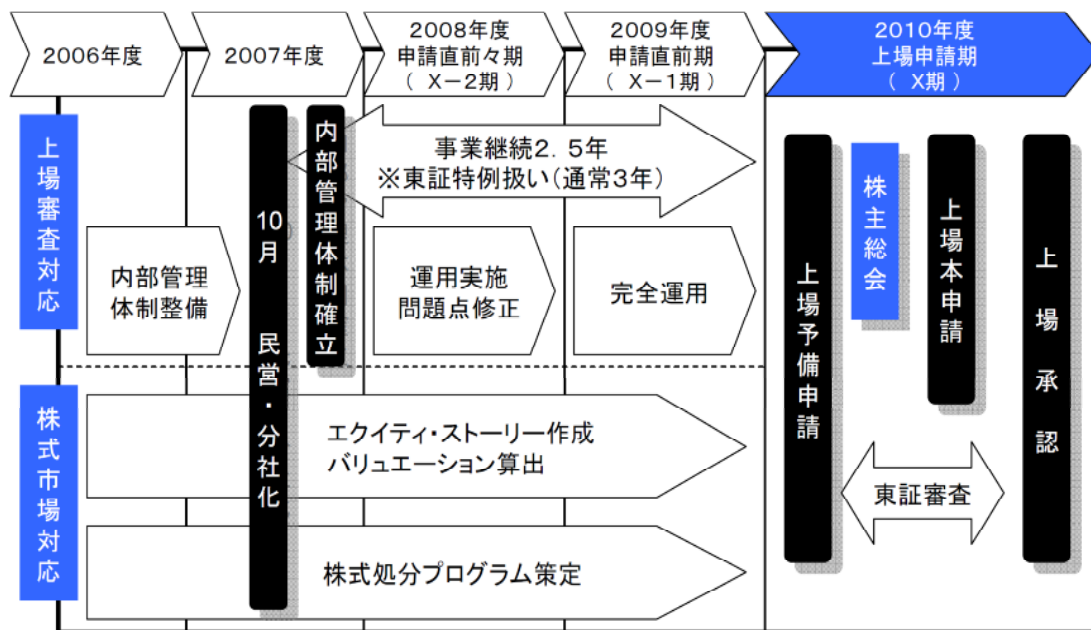 2006年度
2007年度
2008年度
申請直前々期
( X－2期 )
2009年度
申請直前期
( X－1期 )
2010年度
上場申請期
( X期 )
上場審査対応
内部管理
体制整備
10月 民営・分社化
内部管理体制確立
事業継続2.5年
※東証特例扱い(通常3年)
運用実施
問題点修正
完全運用
上場予備申請
株主総会
上場本申請
上場承認
東証審査
株式市場対応
エクイティ・ストーリー作成
バリュエーション算出
株式処分プログラム策定